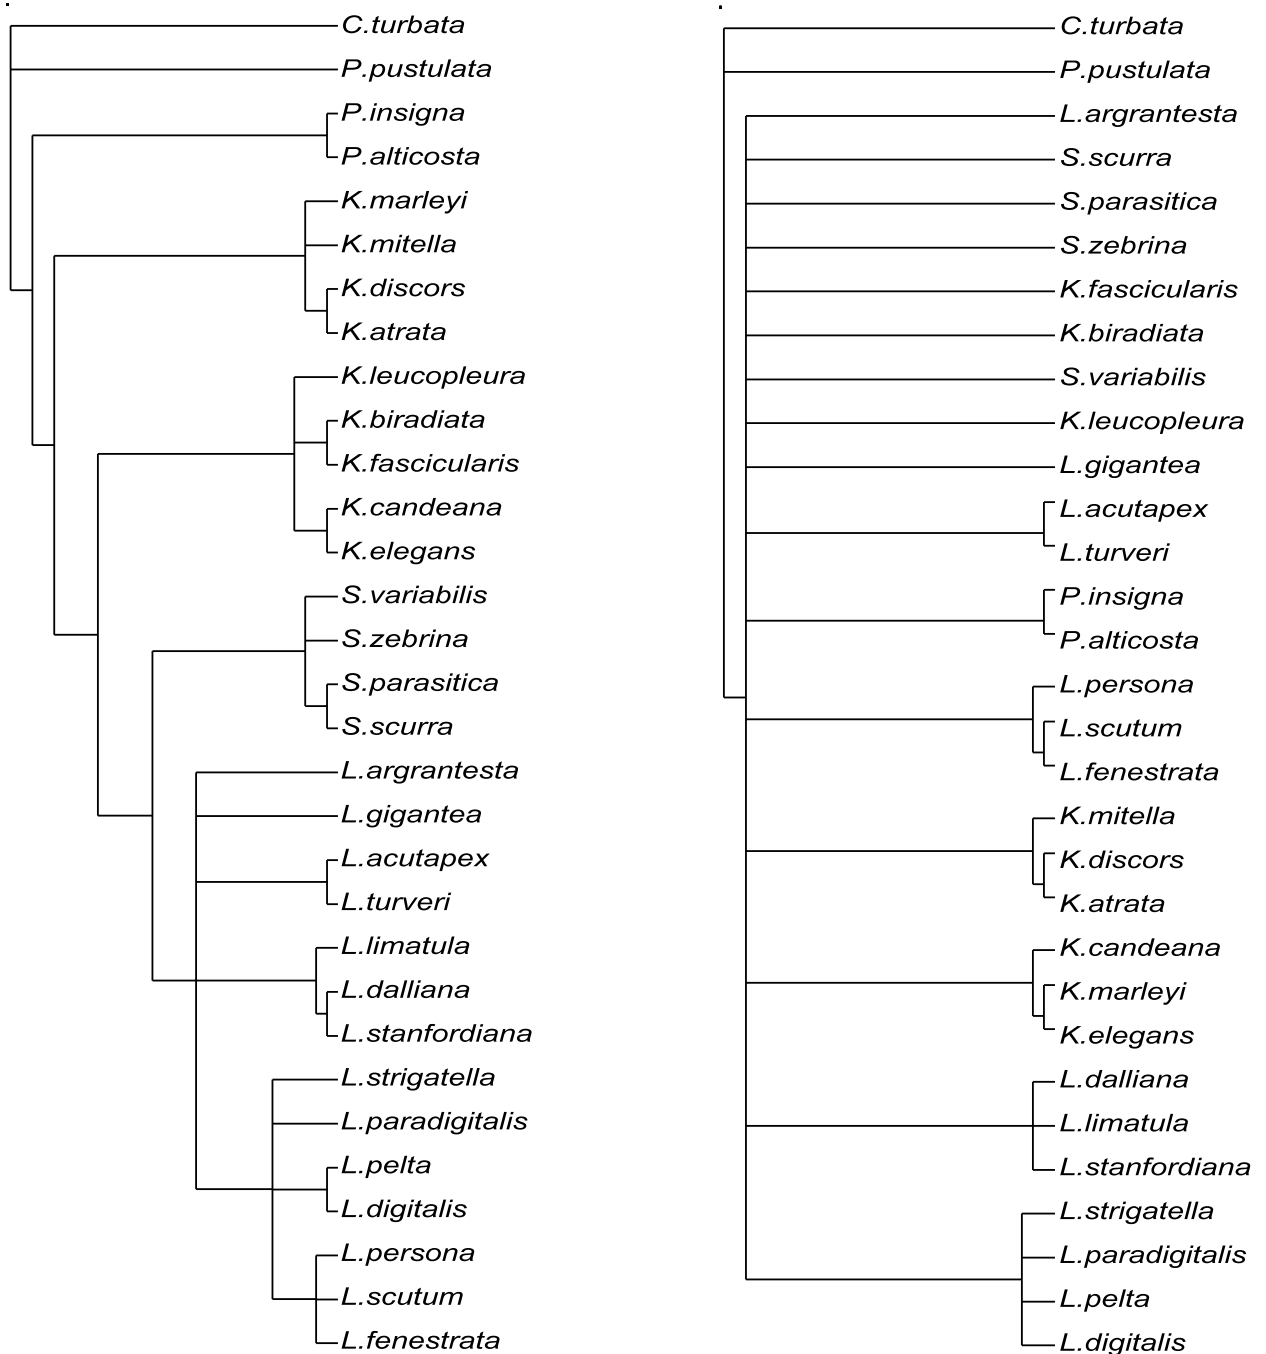 C.turbata
P.pustulata
P.insigna
P.alticosta
K.marleyi
K.mitella
K.discors
K.atrata
K.leucopleura
K.biradiata
K.fascicularis
K.candeana
K.elegans
S.variabilis
S.zebrina
S.parasitica
S.scurra
L.argrantesta
L.gigantea
L.acutapex
L.turveri
L.limatula
L.dalliana
L.stanfordiana
L.strigatella
L.paradigitalis
L.pelta
L.digitalis
L.persona
L.scutum
L.fenestrata
C.turbata
P.pustulata
L.argrantesta
S.scurra
S.parasitica
S.zebrina
K.fascicularis
K.biradiata
S.variabilis
K.leucopleura
L.gigantea
L.acutapex
L.turveri
P.insigna
P.alticosta
L.persona
L.scutum
L.fenestrata
K.mitella
K.discors
K.atrata
K.candeana
K.marleyi
K.elegans
L.dalliana
L.limatula
L.stanfordiana
L.strigatella
L.paradigitalis
L.pelta
L.digitalis